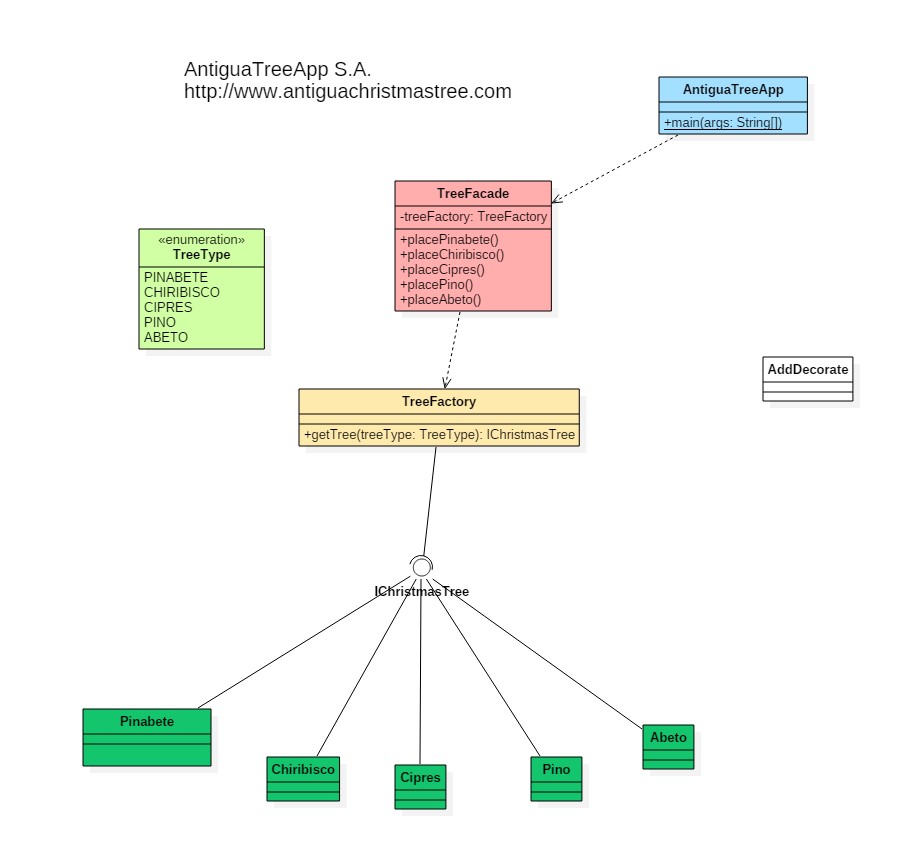 AntiguaTreeApp S.A.
http://www.antiguachristmastree.com
AntiguaTreeApp
+main(args: String[])
TreeFacade
-treeFactory: TreeFactory
+placePinabete()
+placeChiribisco()
+placeCipres()
+placePino()
+placeAbeto()
«enumeration»
TreeType
PINABETE
CHIRIBISCO
CIPRES
PINO
ABETO
AddDecorate
TreeFactory
+getTree(treeType: TreeType): IChristmasTree
IChristmasTree
Pinabete
Chiribisco
Cipres
Pino
Abeto